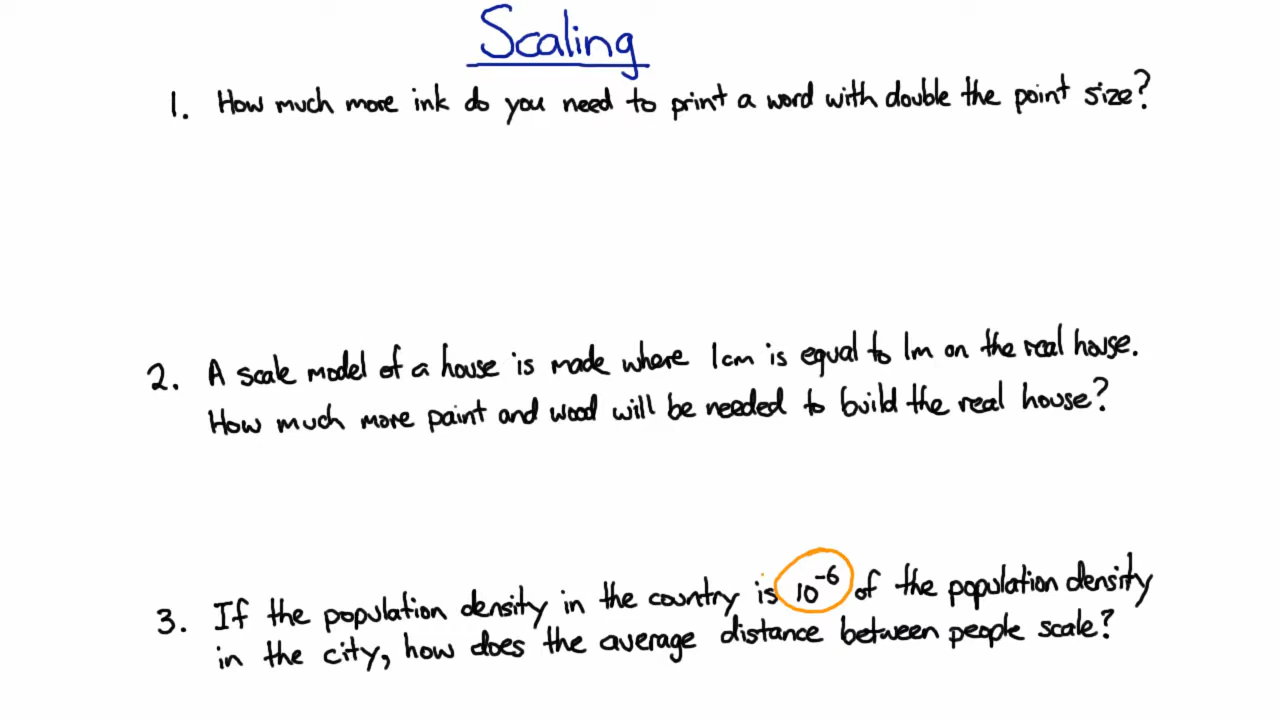 Scaling
1. How much more ink do you need to print a word with double the point size?
2. A scale model of a house is made where 1cm is equal to 1m on the real house.
How much more paint and wood will be needed to build the real house?
3. If the population density in the country is 10⁻⁶ of the population density
in the city, how does the average distance between people scale?